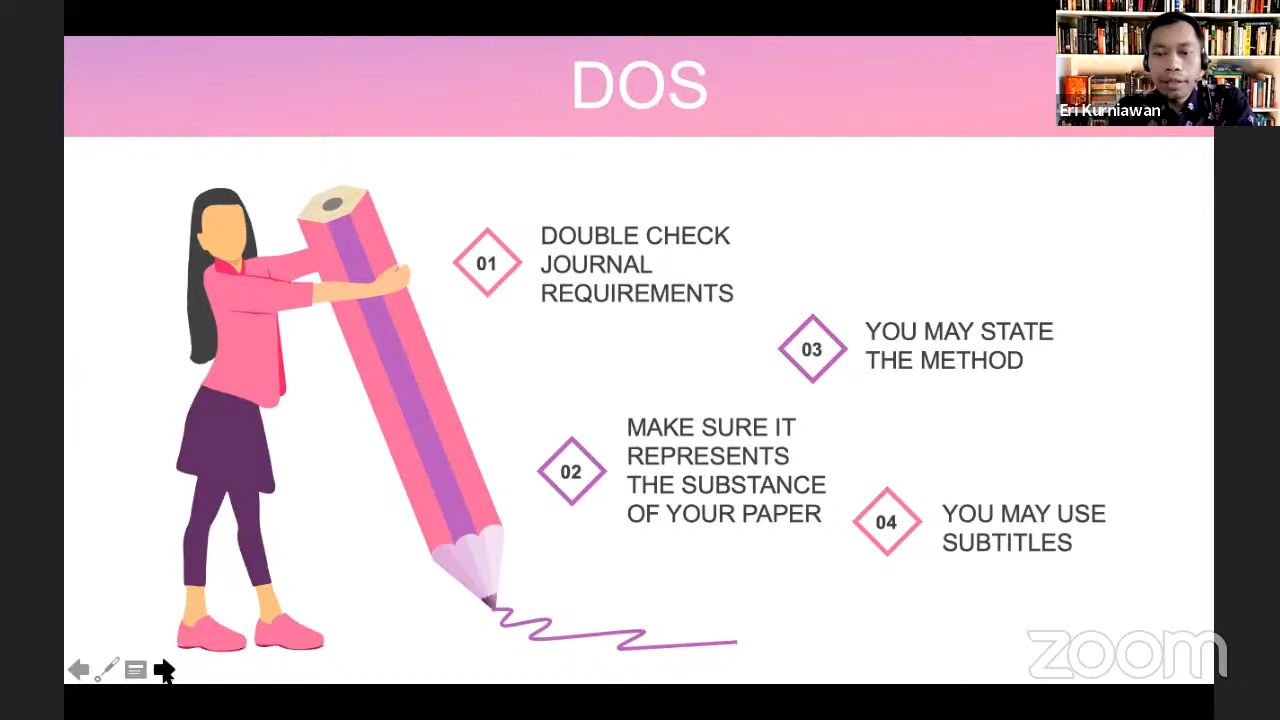 DOS
Eri Kurniawan
01
DOUBLE CHECK
JOURNAL
REQUIREMENTS
02
MAKE SURE IT
REPRESENTS
THE SUBSTANCE
OF YOUR PAPER
03
YOU MAY STATE
THE METHOD
04
YOU MAY USE
SUBTITLES
zoom